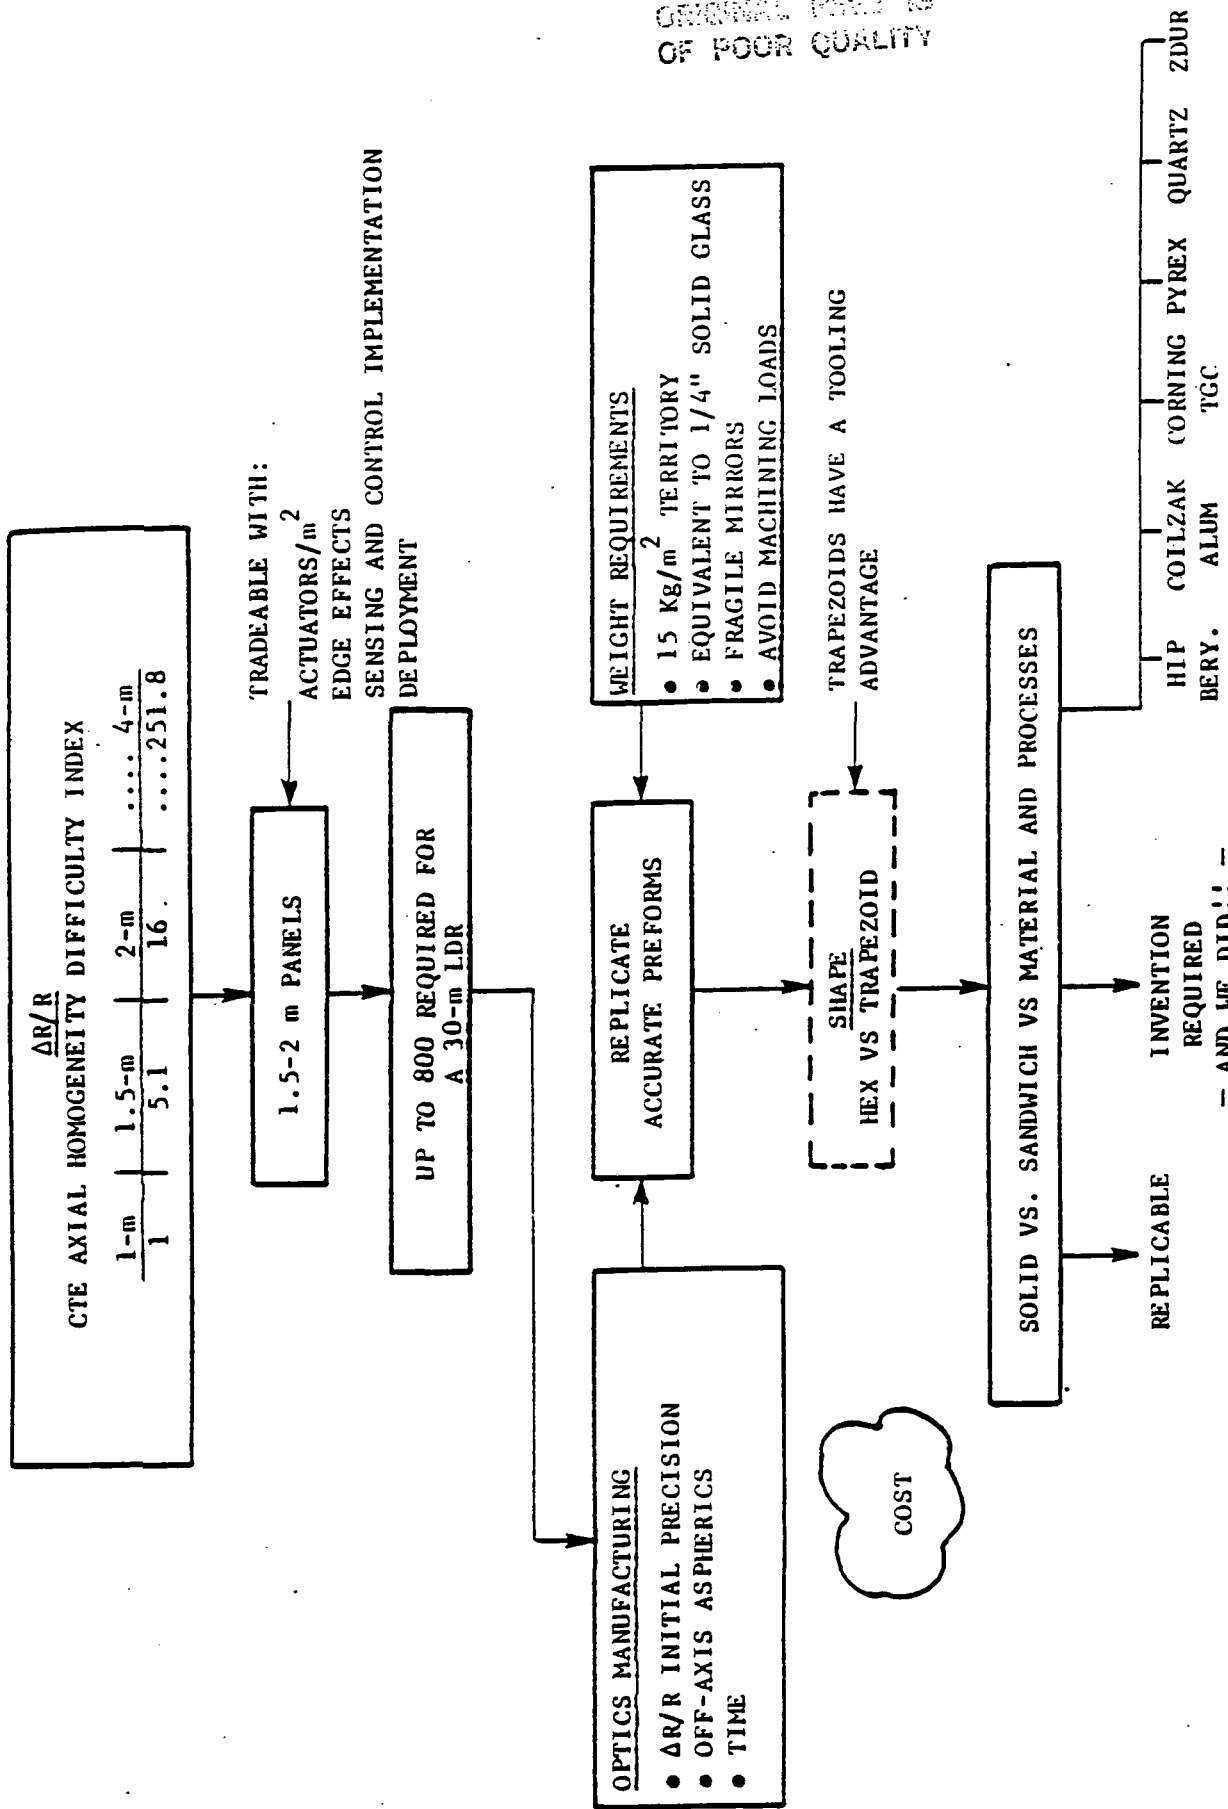 OF POOR QUALITY
ΔR/R
CTE AXIAL HOMOGENEITY DIFFICULTY INDEX
1-m 1.5-m 2-m .... 4-m
1 5.1 16. ....251.8
1.5-2 m PANELS
TRADEABLE WITH:
ACTUATORS/m²
EDGE EFFECTS
SENSING AND CONTROL IMPLEMENTATION
DEPLOYMENT
UP TO 800 REQUIRED FOR
A 30-m LDR
OPTICS MANUFACTURING
• ΔR/R INITIAL PRECISION
• OFF-AXIS ASPHERICS
• TIME
REPLICATE
ACCURATE PREFORMS
WEIGHT REQUIREMENTS
• 15 Kg/m² TERRITORY
• EQUIVALENT TO 1/4" SOLID GLASS
• FRAGILE MIRRORS
• AVOID MACHINING LOADS
COST
SHAPE
HEX VS TRAPEZOID
TRAPEZOIDS HAVE A TOOLING
ADVANTAGE
SOLID VS. SANDWICH VS MATERIAL AND PROCESSES
REPLICABLE
INVENTION
REQUIRED
— AND WE DID!! —
HIP COILZAK CORNING PYREX QUARTZ ZDUR
BERY. ALUM TGC